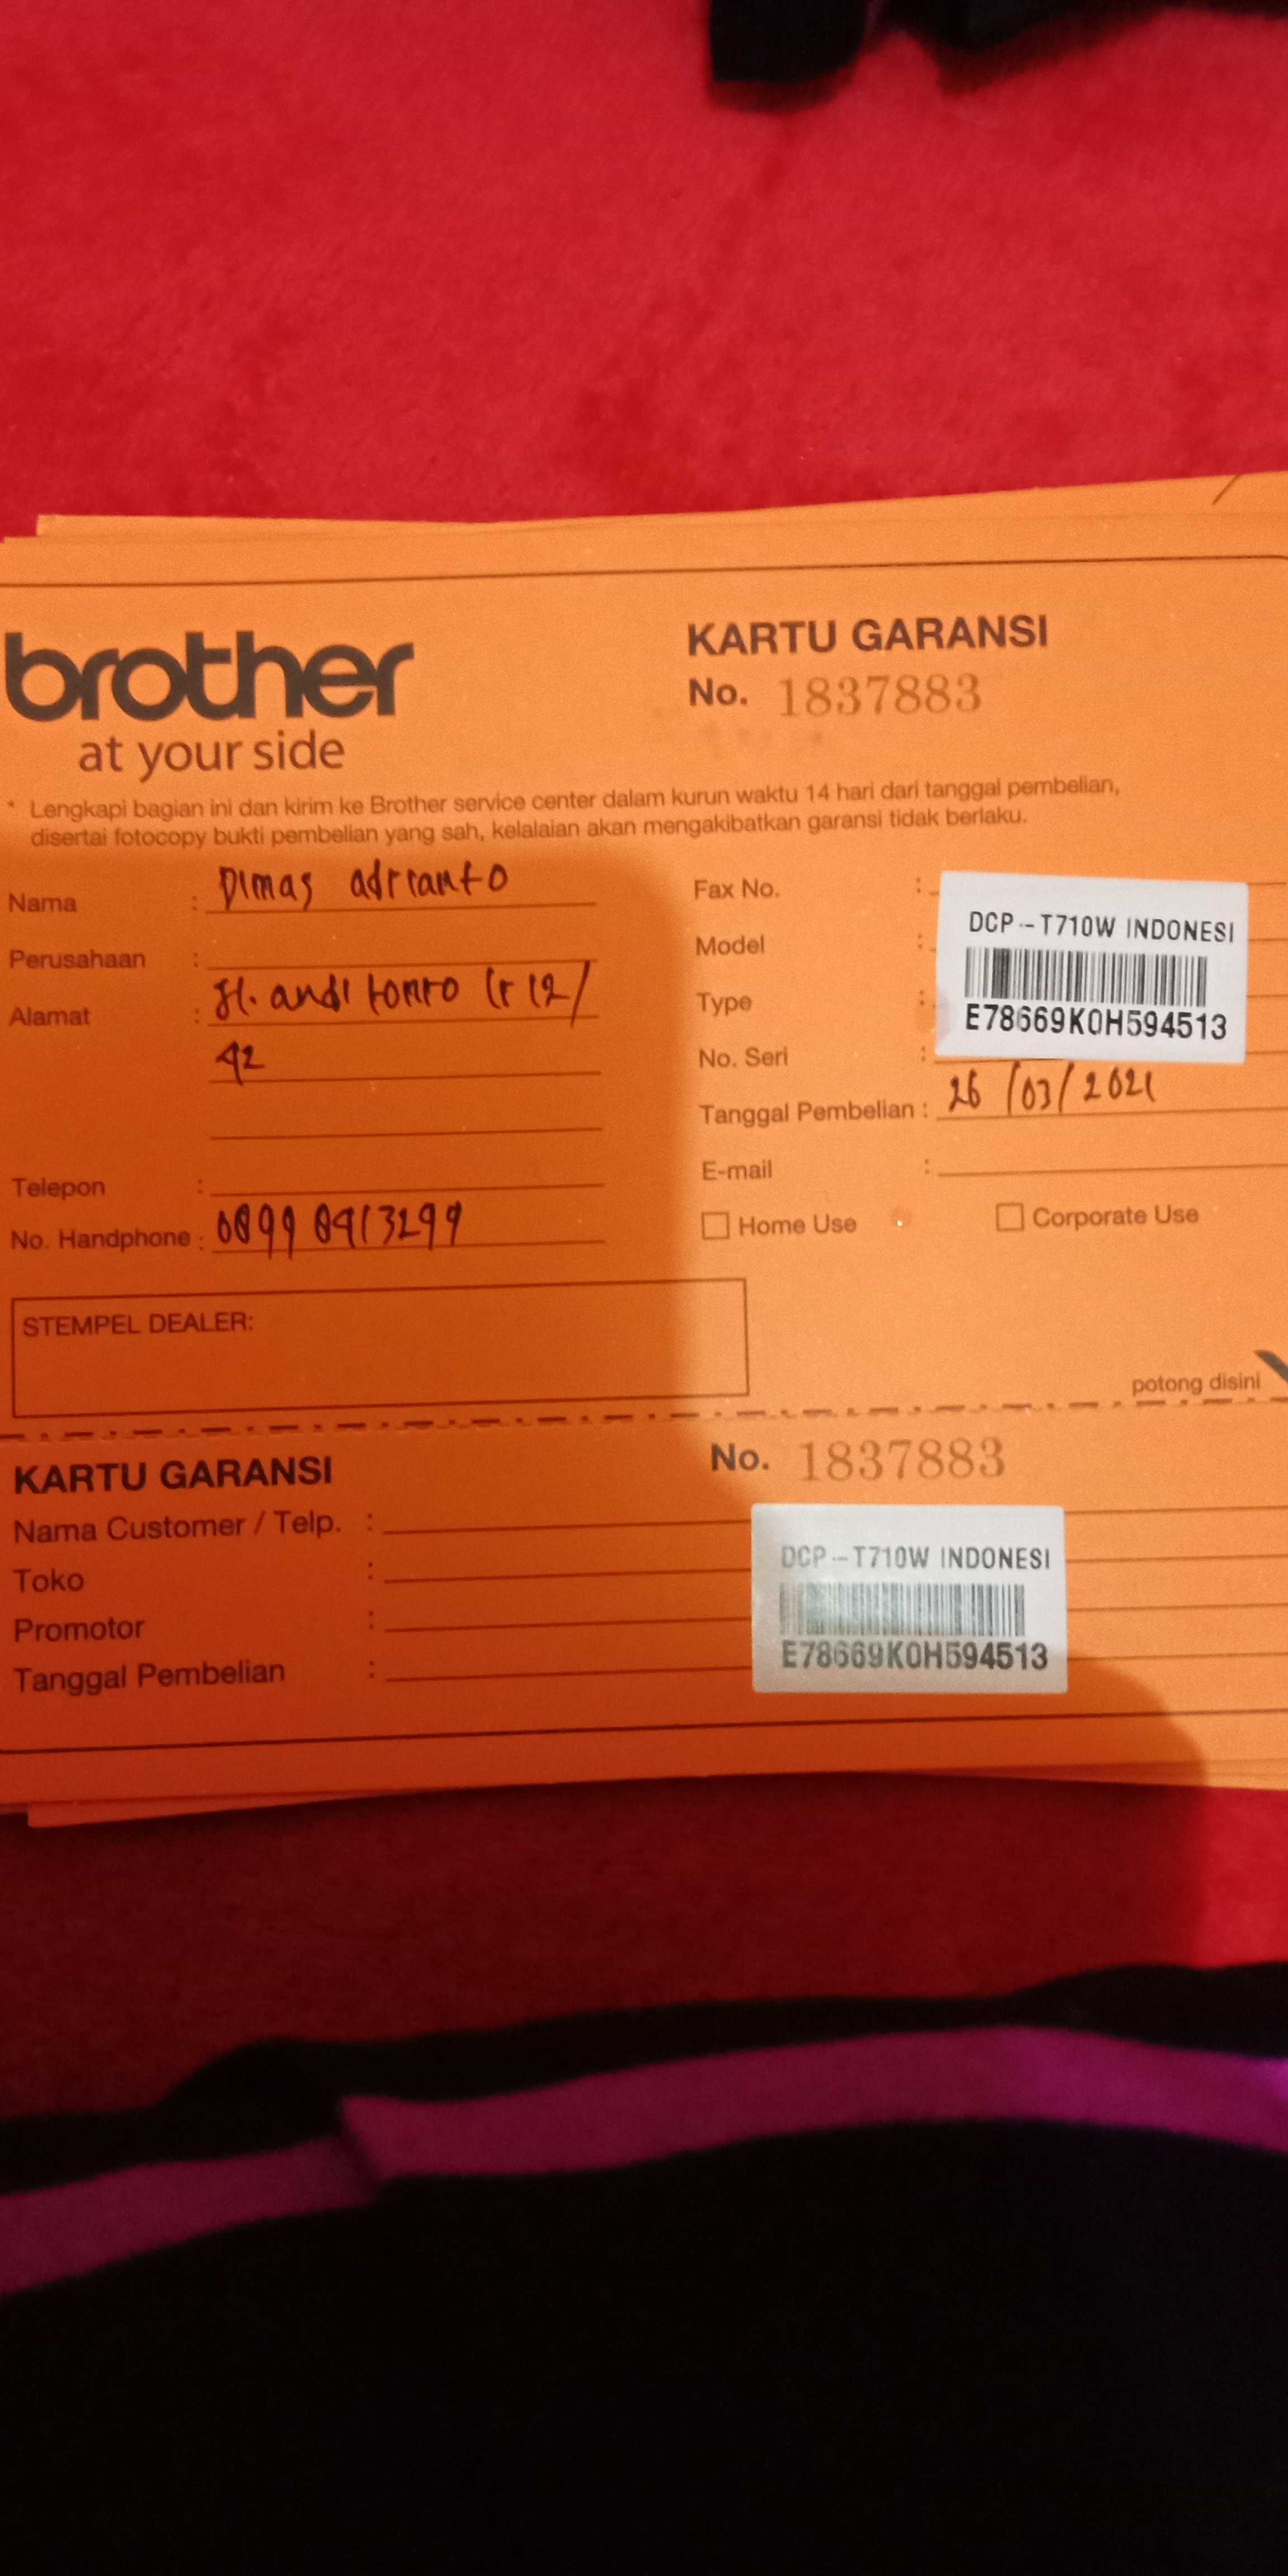 brother
at your side
KARTU GARANSI
No. 1837883
* Lengkapi bagian ini dan kirim ke Brother service center dalam kurun waktu 14 hari dari tanggal pembelian,
disertai fotocopy bukti pembelian yang sah, kelalaian akan mengakibatkan garansi tidak berlaku.
Nama : Dimas adrianto
Perusahaan :
Alamat : Jl. andi tonro lr 12/
42
Telepon :
No. Handphone : 089984913299
Fax No. :
Model :
Type :
No. Seri :
DCP-T710W INDONESI
E78669K0H594513
Tanggal Pembelian : 26/03/2021
E-mail :
Home Use Corporate Use
STEMPEL DEALER:
potong disini
KARTU GARANSI
No. 1837883
Nama Customer / Telp. :
Toko :
Promotor :
Tanggal Pembelian :
DCP-T710W INDONESI
E78669K0H594513